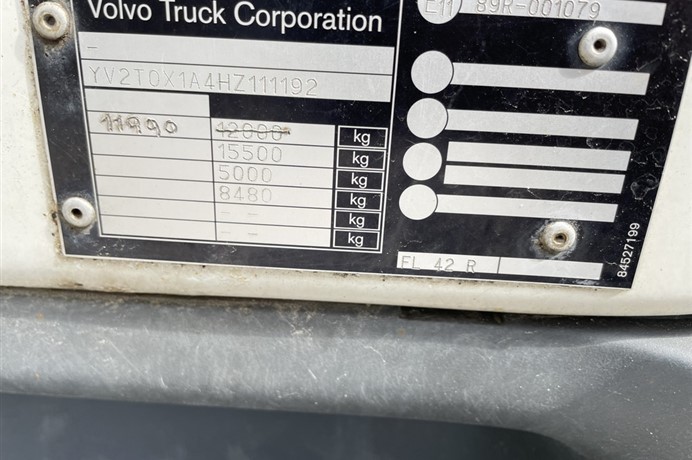 Volvo Truck Corporation
-
YV2T0X1A4HZ111192
11990 12000 kg
15500 kg
5000 kg
8480 kg
- - kg
- kg
E11 89R-001079
FL 42 R
84527199